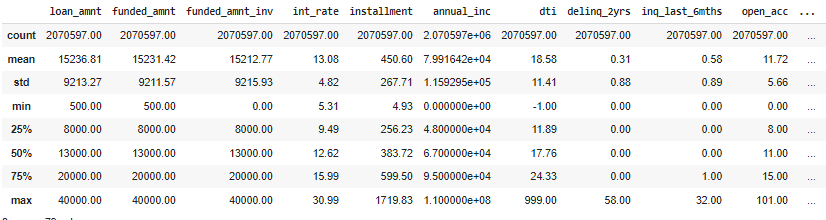 loan_amnt funded_amnt funded_amnt_inv int_rate installment annual_inc dti delinq_2yrs inq_last_6mths open_acc ...
count 2070597.00 2070597.00 2070597.00 2070597.00 2070597.00 2.070597e+06 2070597.00 2070597.00 2070597.00 2070597.00 ...
mean 15236.81 15231.42 15212.77 13.08 450.60 7.991642e+04 18.58 0.31 0.58 11.72 ...
std 9213.27 9211.57 9215.93 4.82 267.71 1.159295e+05 11.41 0.88 0.89 5.66 ...
min 500.00 500.00 0.00 5.31 4.93 0.000000e+00 -1.00 0.00 0.00 0.00 ...
25% 8000.00 8000.00 8000.00 9.49 256.23 4.800000e+04 11.89 0.00 0.00 8.00 ...
50% 13000.00 13000.00 13000.00 12.62 383.72 6.700000e+04 17.76 0.00 0.00 11.00 ...
75% 20000.00 20000.00 20000.00 15.99 599.50 9.500000e+04 24.33 0.00 1.00 15.00 ...
max 40000.00 40000.00 40000.00 30.99 1719.83 1.100000e+08 999.00 58.00 32.00 101.00 ...